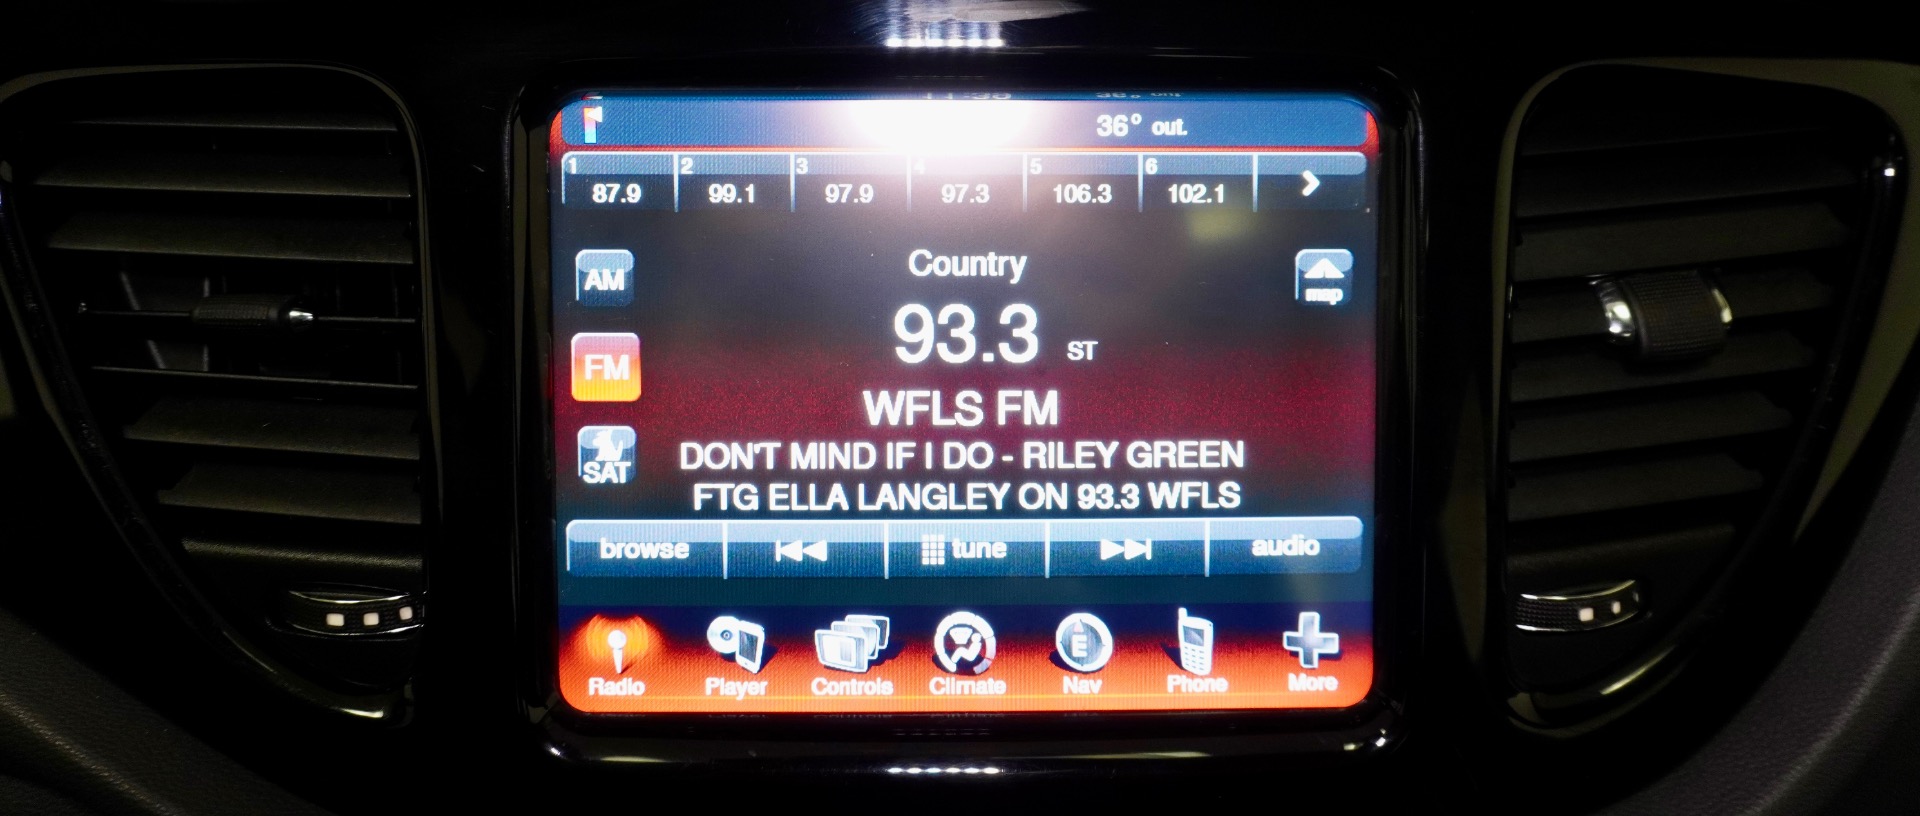 36° out.
1 2 3 4 5 6
87.9 99.1 97.9 97.3 106.3 102.1
Country
AM
map
93.3 ST
FM
WFLS FM
DON'T MIND IF I DO - RILEY GREEN
SAT
FTG ELLA LANGLEY ON 93.3 WFLS
browse tune audio
E
Radio Player Controls Climate Nav Phone More